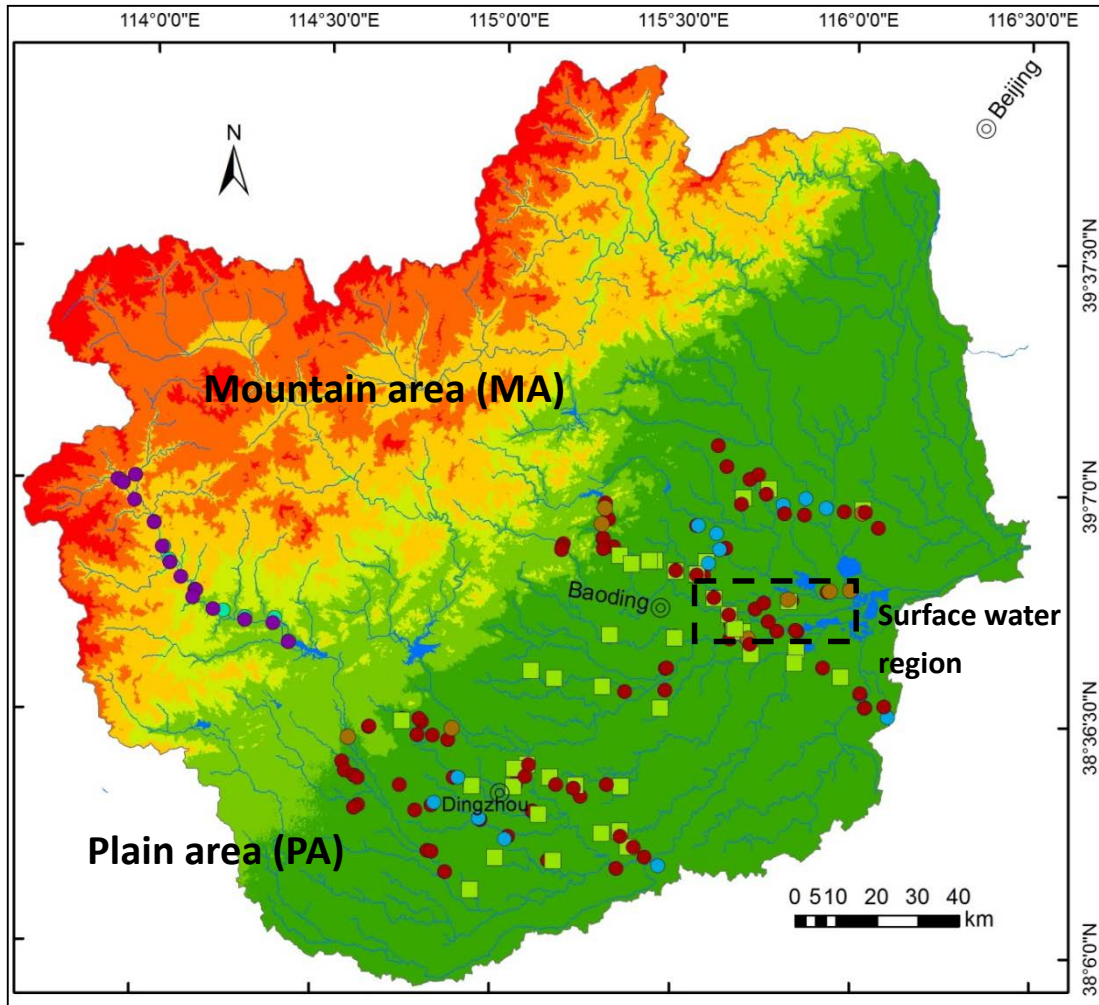 114°0'0"E 114°30'0"E 115°0'0"E 115°30'0"E 116°0'0"E 116°30'0"E
Beijing
N
39°37'30"N
Mountain area (MA)
39°7'0"N
Baoding
Surface water
region
38°36'30"N
Dingzhou
Plain area (PA)
0 510 20 30 40
km
38°6'0"N